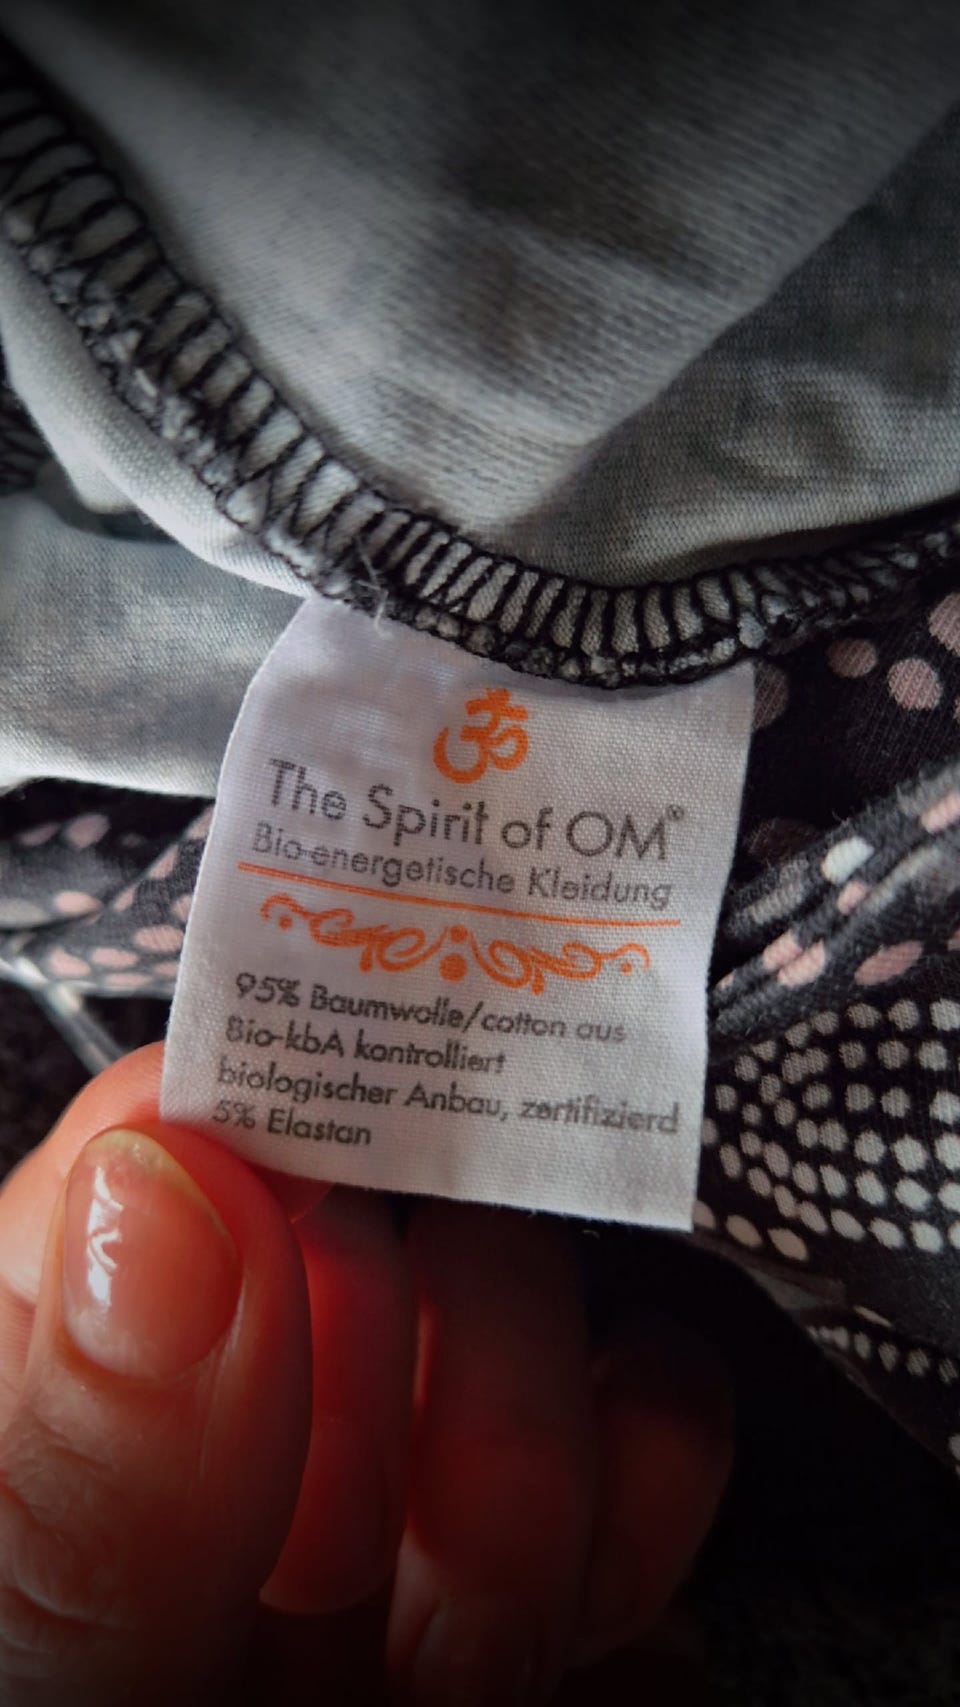 ॐ
The Spirit of OM®
Bio-energetische Kleidung
95% Baumwolle/cotton aus
Bio-kbA kontrolliert
biologischer Anbau, zertifizierd
5% Elastan